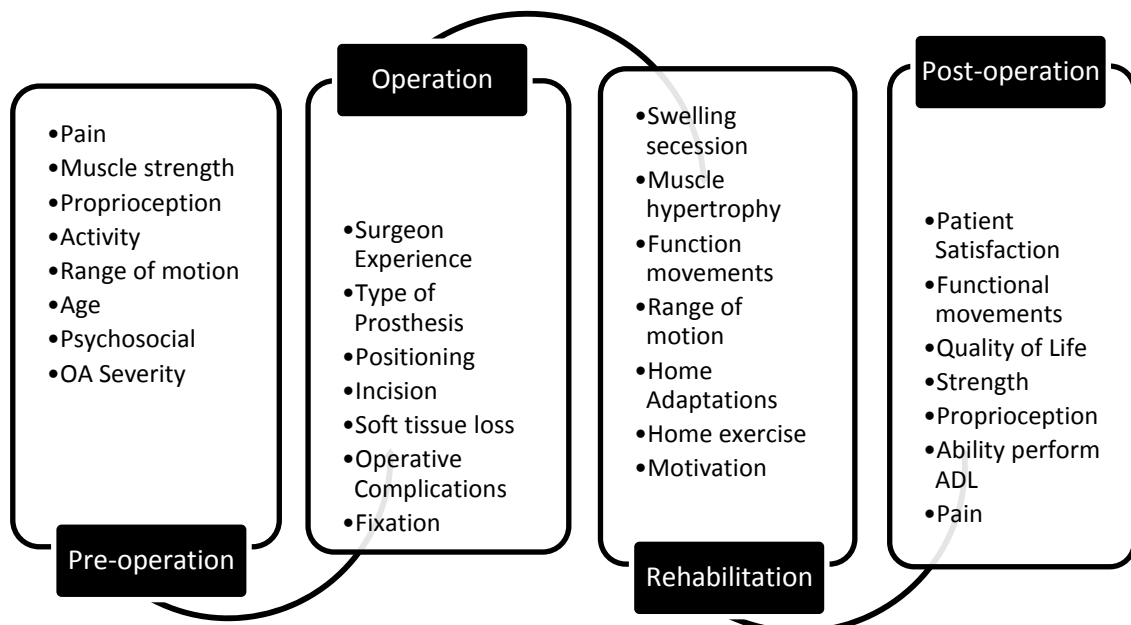 Pre-operation
•Pain
•Muscle strength
•Proprioception
•Activity
•Range of motion
•Age
•Psychosocial
•OA Severity
Operation
•Surgeon
Experience
•Type of
Prosthesis
•Positioning
•Incision
•Soft tissue loss
•Operative
Complications
•Fixation
•Swelling
secession
•Muscle
hypertrophy
•Function
movements
•Range of
motion
•Home
Adaptations
•Home exercise
•Motivation
Rehabilitation
Post-operation
•Patient
Satisfaction
•Functional
movements
•Quality of Life
•Strength
•Proprioception
•Ability perform
ADL
•Pain